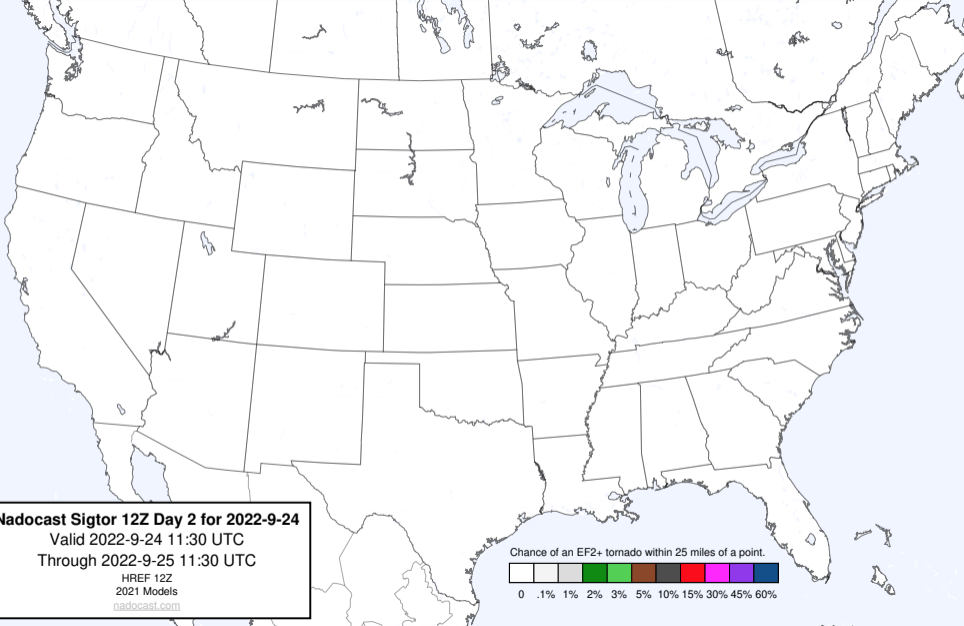 Nadocast Sigtor 12Z Day 2 for 2022-9-24
Valid 2022-9-24 11:30 UTC
Through 2022-9-25 11:30 UTC
HREF 12Z
2021 Models
nadocast.com
Chance of an EF2+ tornado within 25 miles of a point.
0 .1% 1% 2% 3% 5% 10% 15% 30% 45% 60%